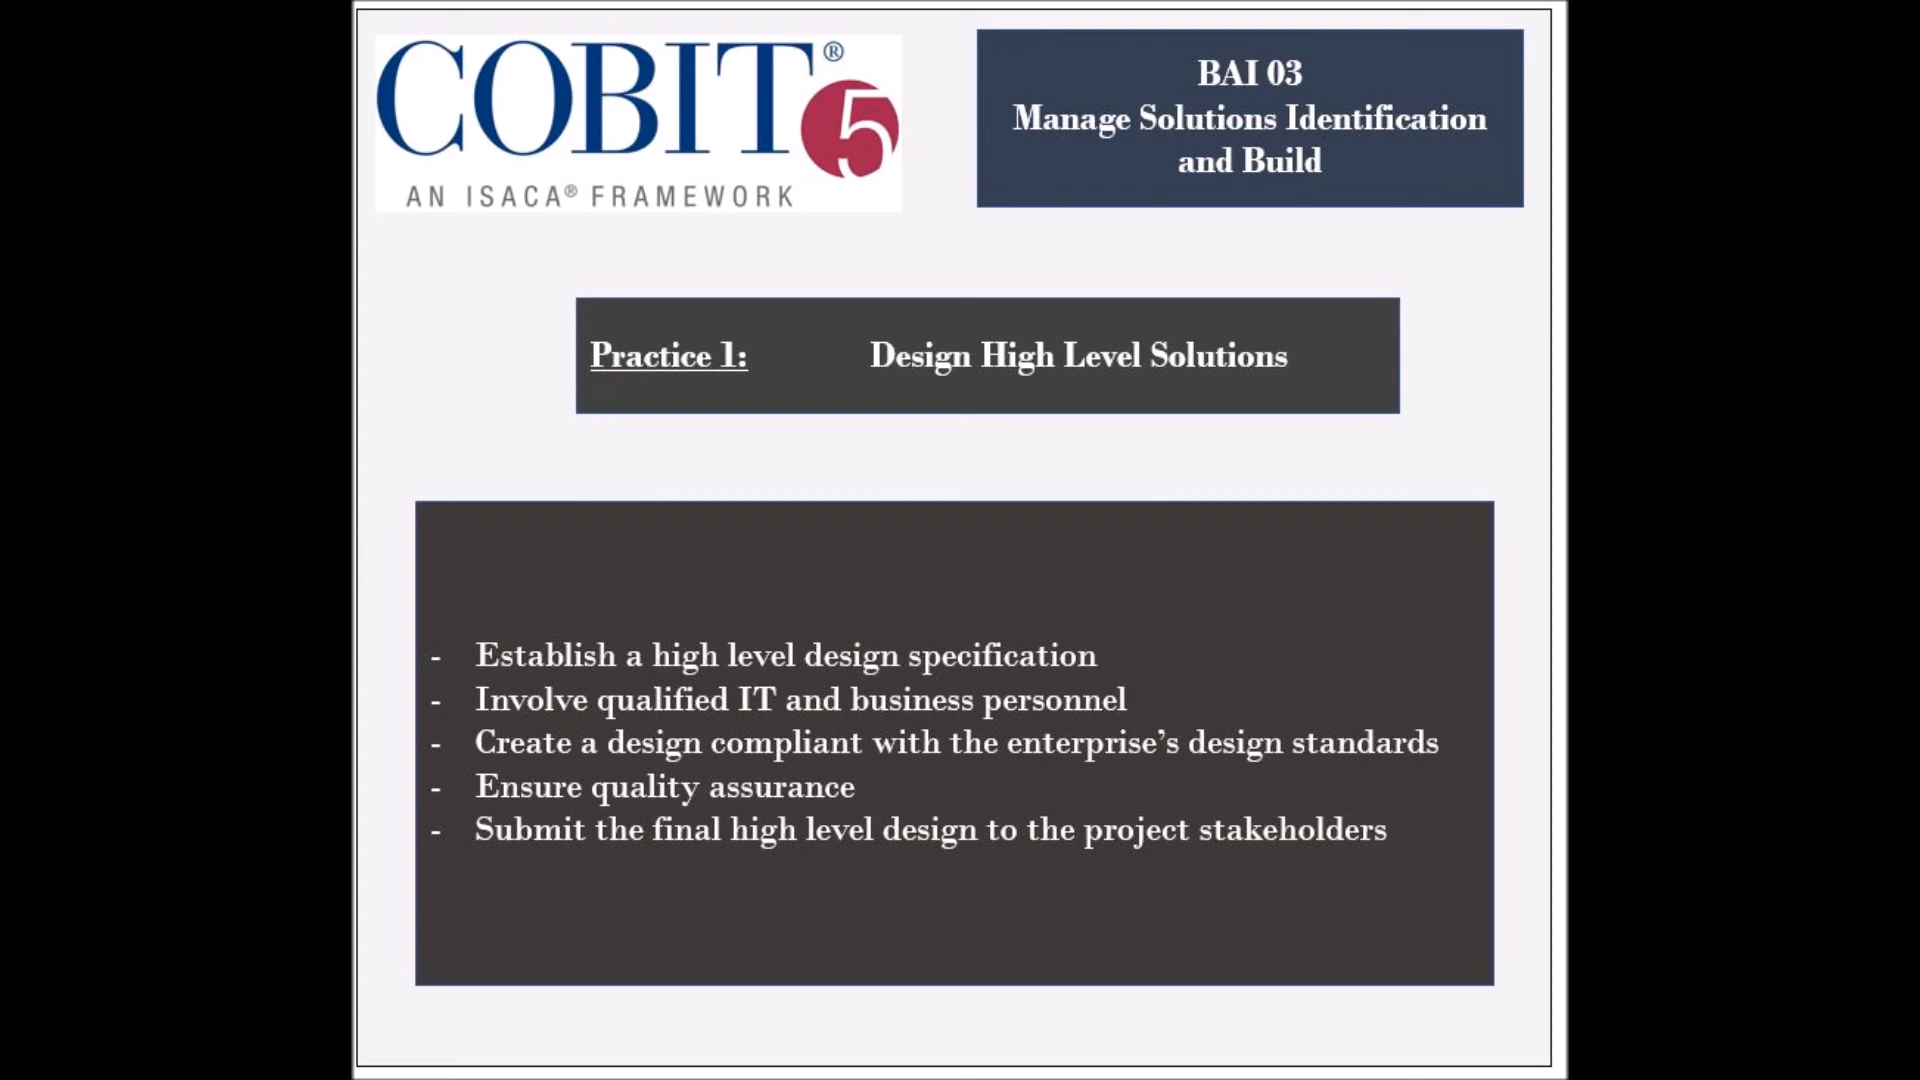 COBIT® 5
AN ISACA® FRAMEWORK
BAI 03
Manage Solutions Identification
and Build
Practice 1: Design High Level Solutions
- Establish a high level design specification
- Involve qualified IT and business personnel
- Create a design compliant with the enterprise’s design standards
- Ensure quality assurance
- Submit the final high level design to the project stakeholders